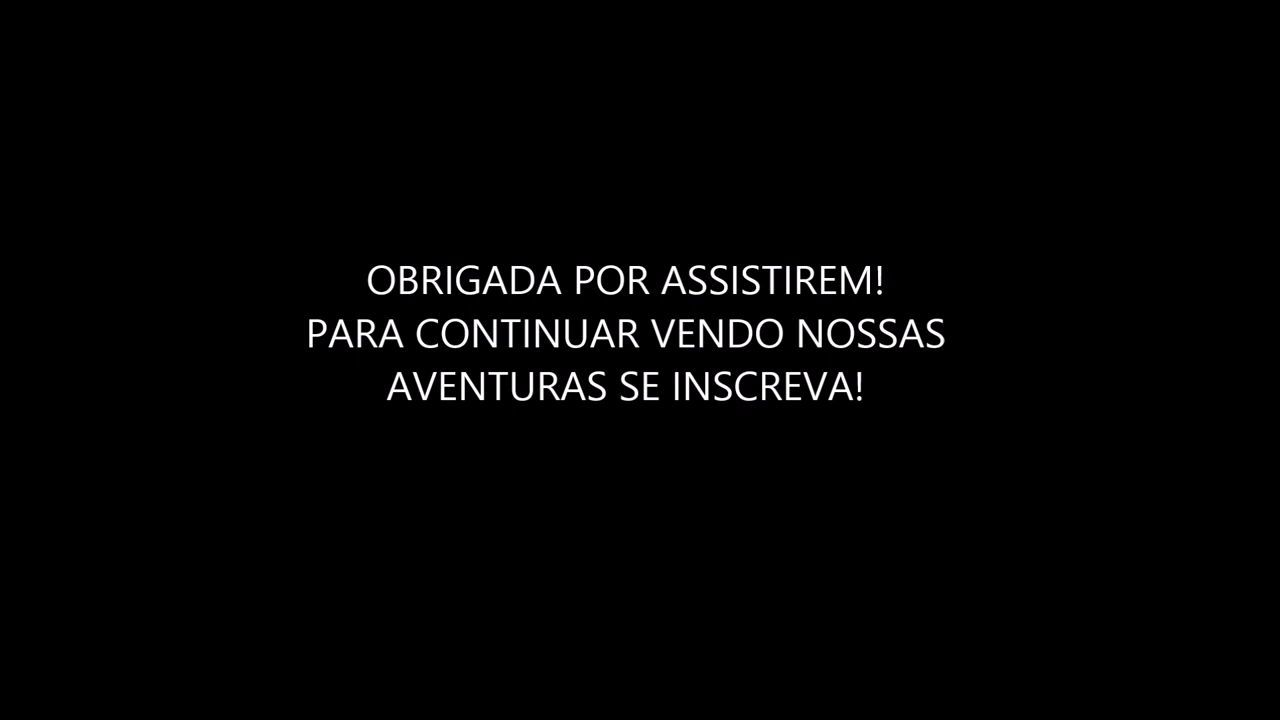 OBRIGADA POR ASSISTIREM!
PARA CONTINUAR VENDO NOSSAS
AVENTURAS SE INSCREVA!